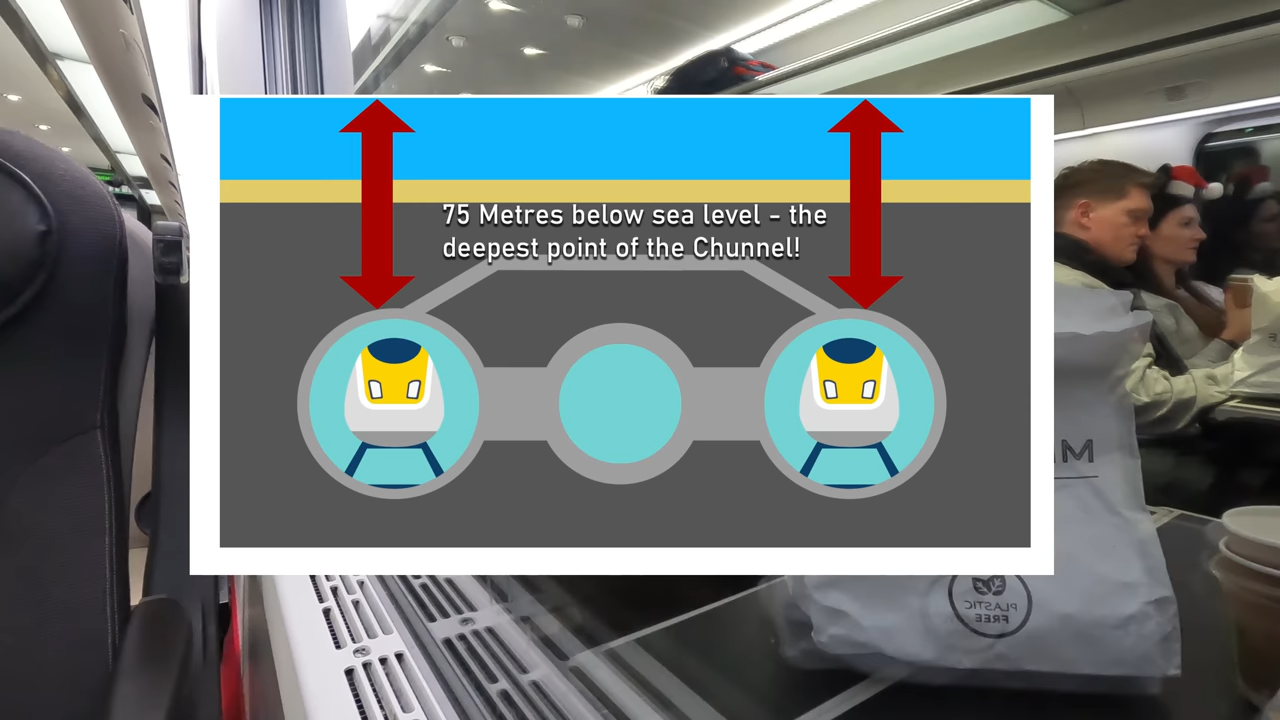 75 Metres below sea level - the
deepest point of the Chunnel!
M
PLASTIC
FREE